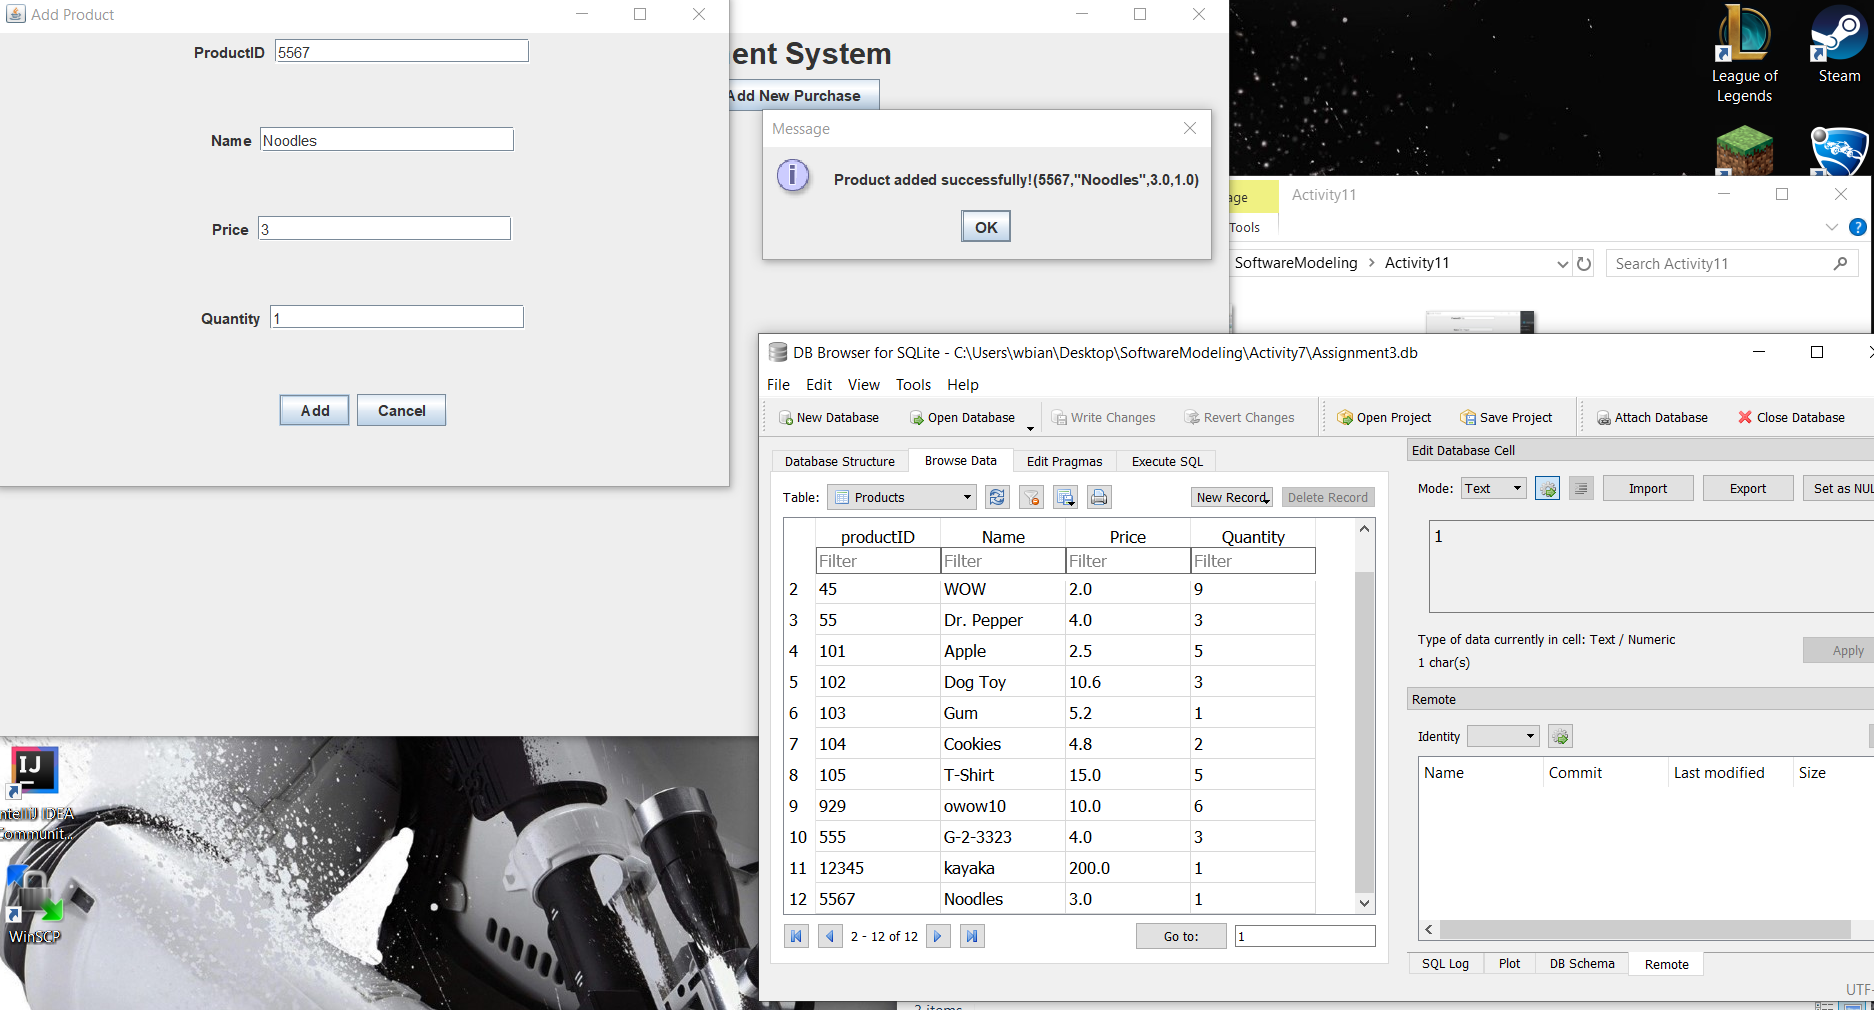 Add Product
ProductID 5567
Name Noodles
Price 3
Quantity 1
Add Cancel
ent System
Add New Purchase
Message
Product added successfully!(5567,"Noodles",3.0,1.0)
OK
League of
Legends
Steam
age
Tools
Activity11
SoftwareModeling > Activity11
Search Activity11
DB Browser for SQLite - C:\Users\wbian\Desktop\SoftwareModeling\Activity7\Assignment3.db
File Edit View Tools Help
New Database Open Database Write Changes Revert Changes Open Project Save Project Attach Database Close Database
Database Structure Browse Data Edit Pragmas Execute SQL
Table: Products New Record Delete Record
productID Name Price Quantity
Filter Filter Filter Filter
2 45 WOW 2.0 9
3 55 Dr. Pepper 4.0 3
4 101 Apple 2.5 5
5 102 Dog Toy 10.6 3
6 103 Gum 5.2 1
7 104 Cookies 4.8 2
8 105 T-Shirt 15.0 5
9 929 owow10 10.0 6
10 555 G-2-3323 4.0 3
11 12345 kayaka 200.0 1
12 5567 Noodles 3.0 1
2 - 12 of 12 Go to: 1
Edit Database Cell
Mode: Text Import Export Set as NUL
1
Type of data currently in cell: Text / Numeric
1 char(s)
Apply
Remote
Identity
Name Commit Last modified Size
SQL Log Plot DB Schema Remote
UTF-
2 items
IJ
ntelliJ IDEA
Communit...
WinSCP